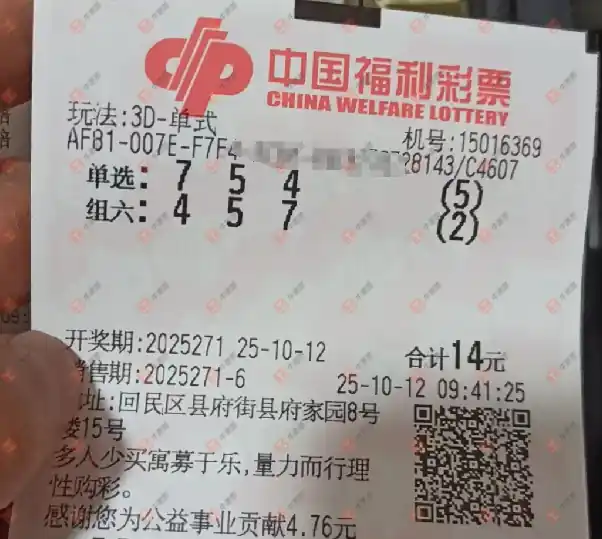 中国福利彩票
CHINA WELFARE LOTTERY
玩法:3D-单式
机号:15016369
AF81-007E-F7F4
28143/C4607
单选: 7 5 4 (5)
组六: 4 5 7 (2)
开奖期:2025271 25-10-12
合计14元
销售期:2025271-6 25-10-12 09:41:25
址:回民区县府街县府家园8号
楼15号
多人少买寓募于乐,量力而行理
性购彩。
感谢您为公益事业贡献4.76元